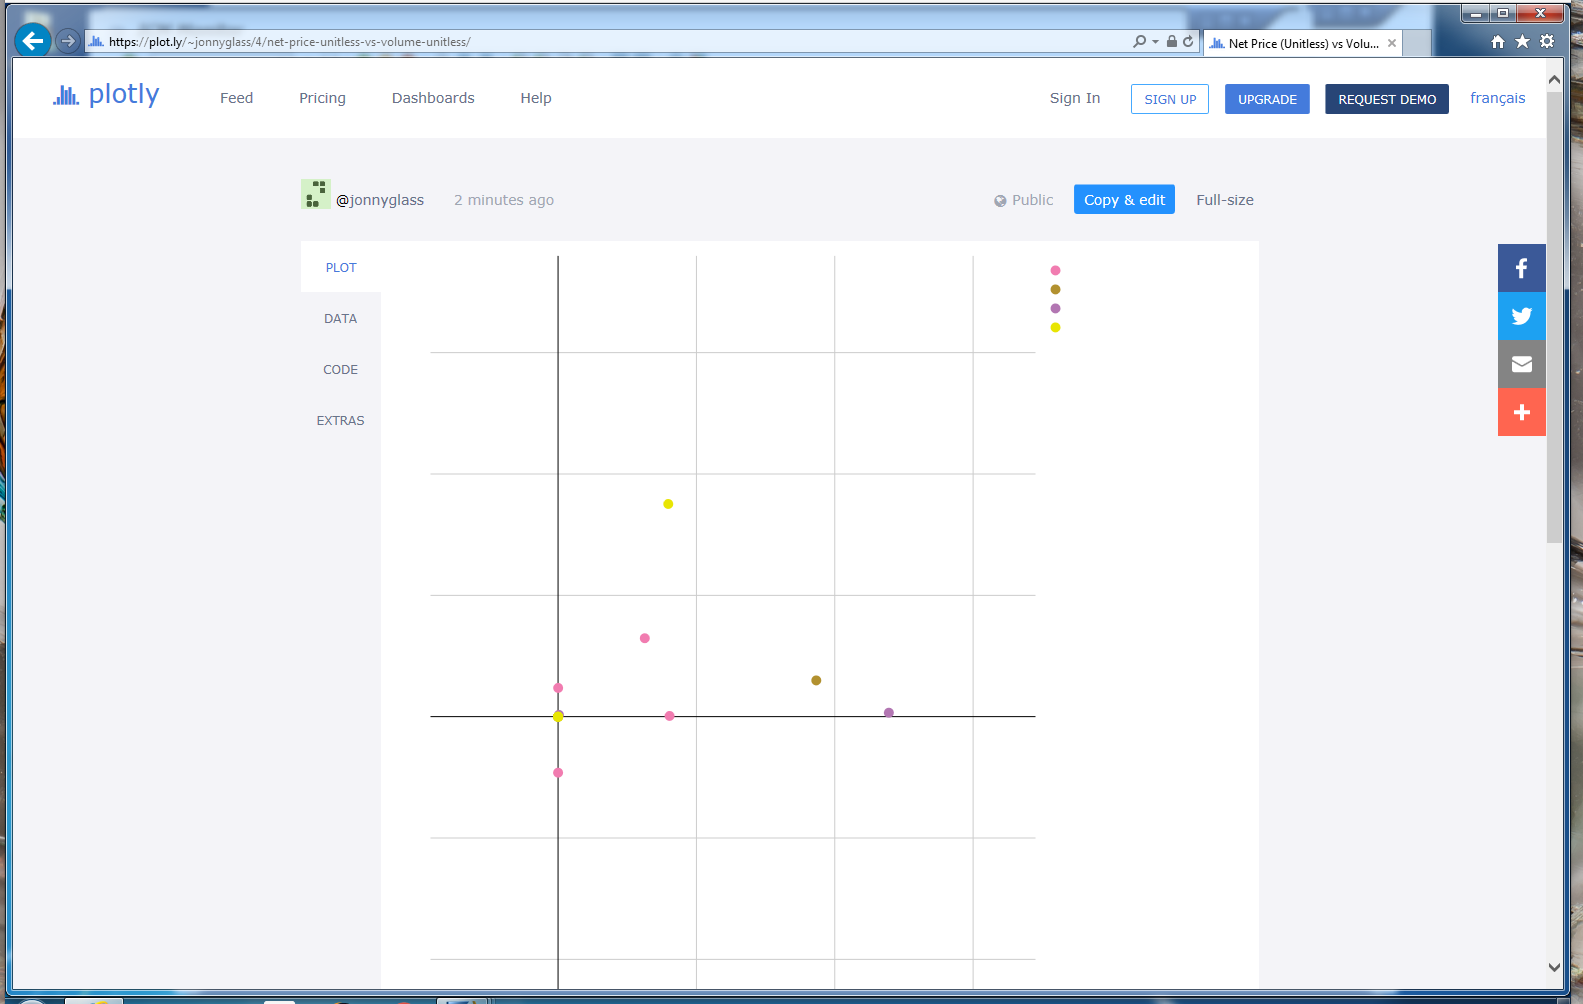 https://plot.ly/~jonnyglass/4/net-price-unitless-vs-volume-unitless/
Net Price (Unitless) vs Volu...
plotly
Feed
Pricing
Dashboards
Help
Sign In
SIGN UP
UPGRADE
REQUEST DEMO
français
@jonnyglass
2 minutes ago
Public
Copy & edit
Full-size
PLOT
DATA
CODE
EXTRAS